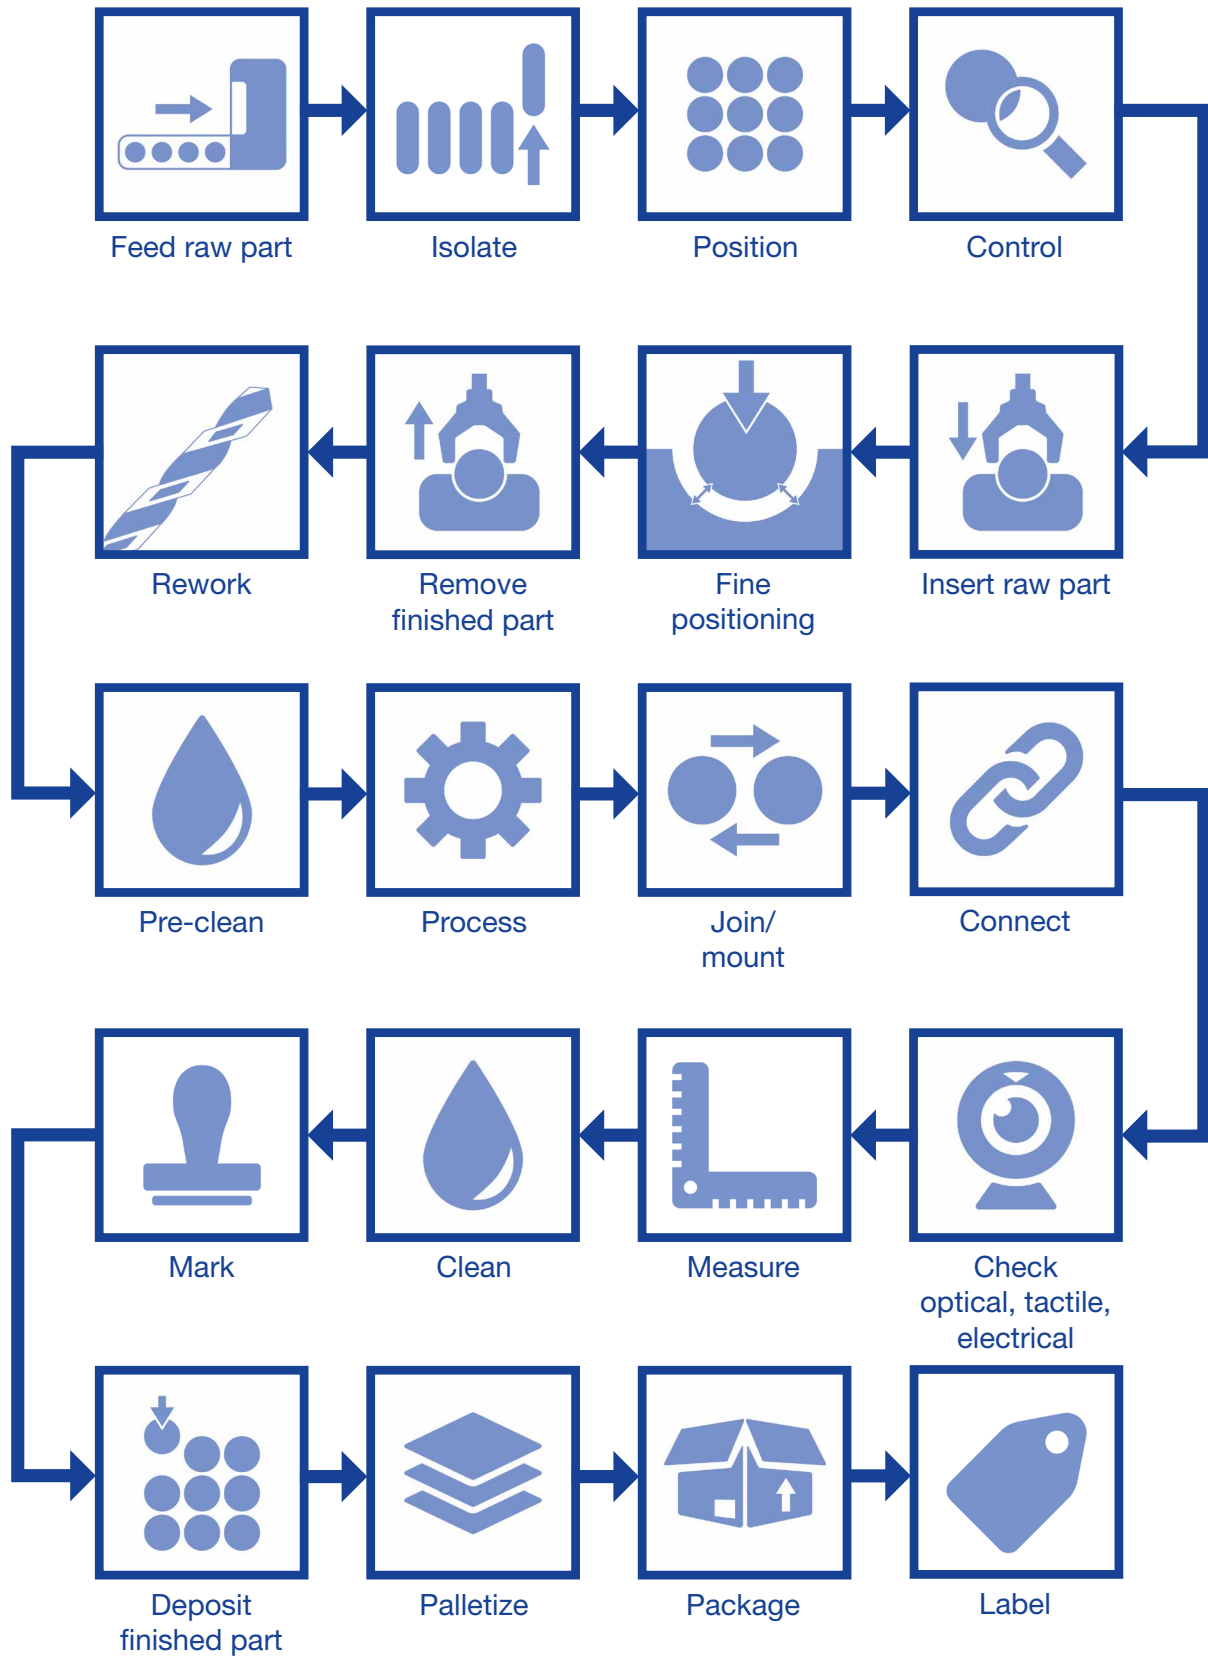 Feed raw part
Isolate
Position
Control
Rework
Remove
finished part
Fine
positioning
Insert raw part
Pre-clean
Process
Join/
mount
Connect
Mark
Clean
Measure
Check
optical, tactile,
electrical
Deposit
finished part
Palletize
Package
Label